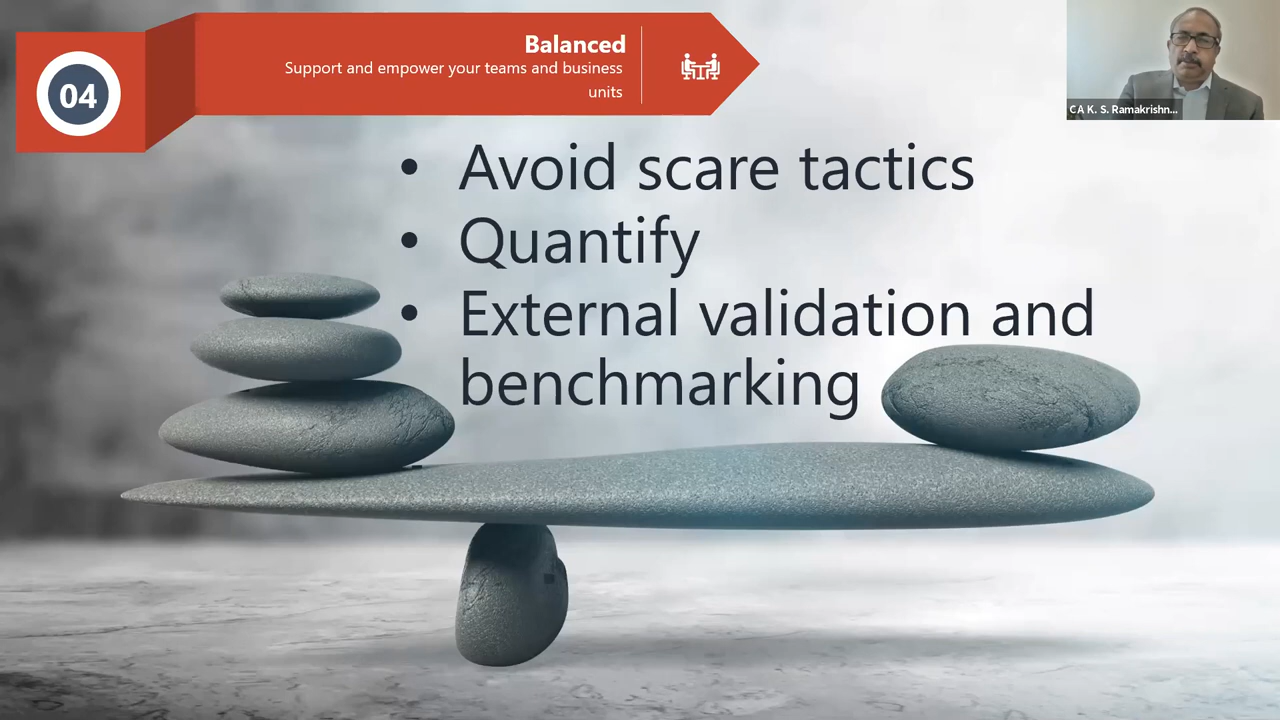 04
Balanced
Support and empower your teams and business
units
CA K. S. Ramakrishn...
• Avoid scare tactics
• Quantify
• External validation and
benchmarking